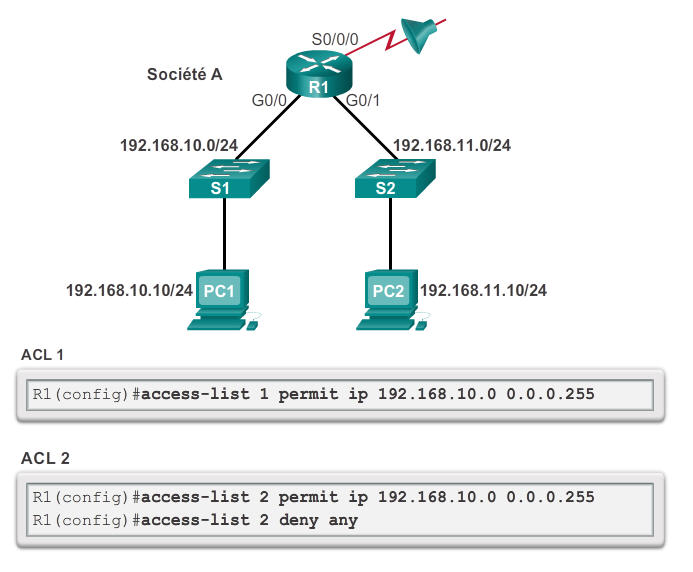 S0/0/0
Société A
R1
G0/0
G0/1
192.168.10.0/24
192.168.11.0/24
S1
S2
192.168.10.10/24
PC1
PC2
192.168.11.10/24
ACL 1
R1(config)#access-list 1 permit ip 192.168.10.0 0.0.0.255
ACL 2
R1(config)#access-list 2 permit ip 192.168.10.0 0.0.0.255
R1(config)#access-list 2 deny any